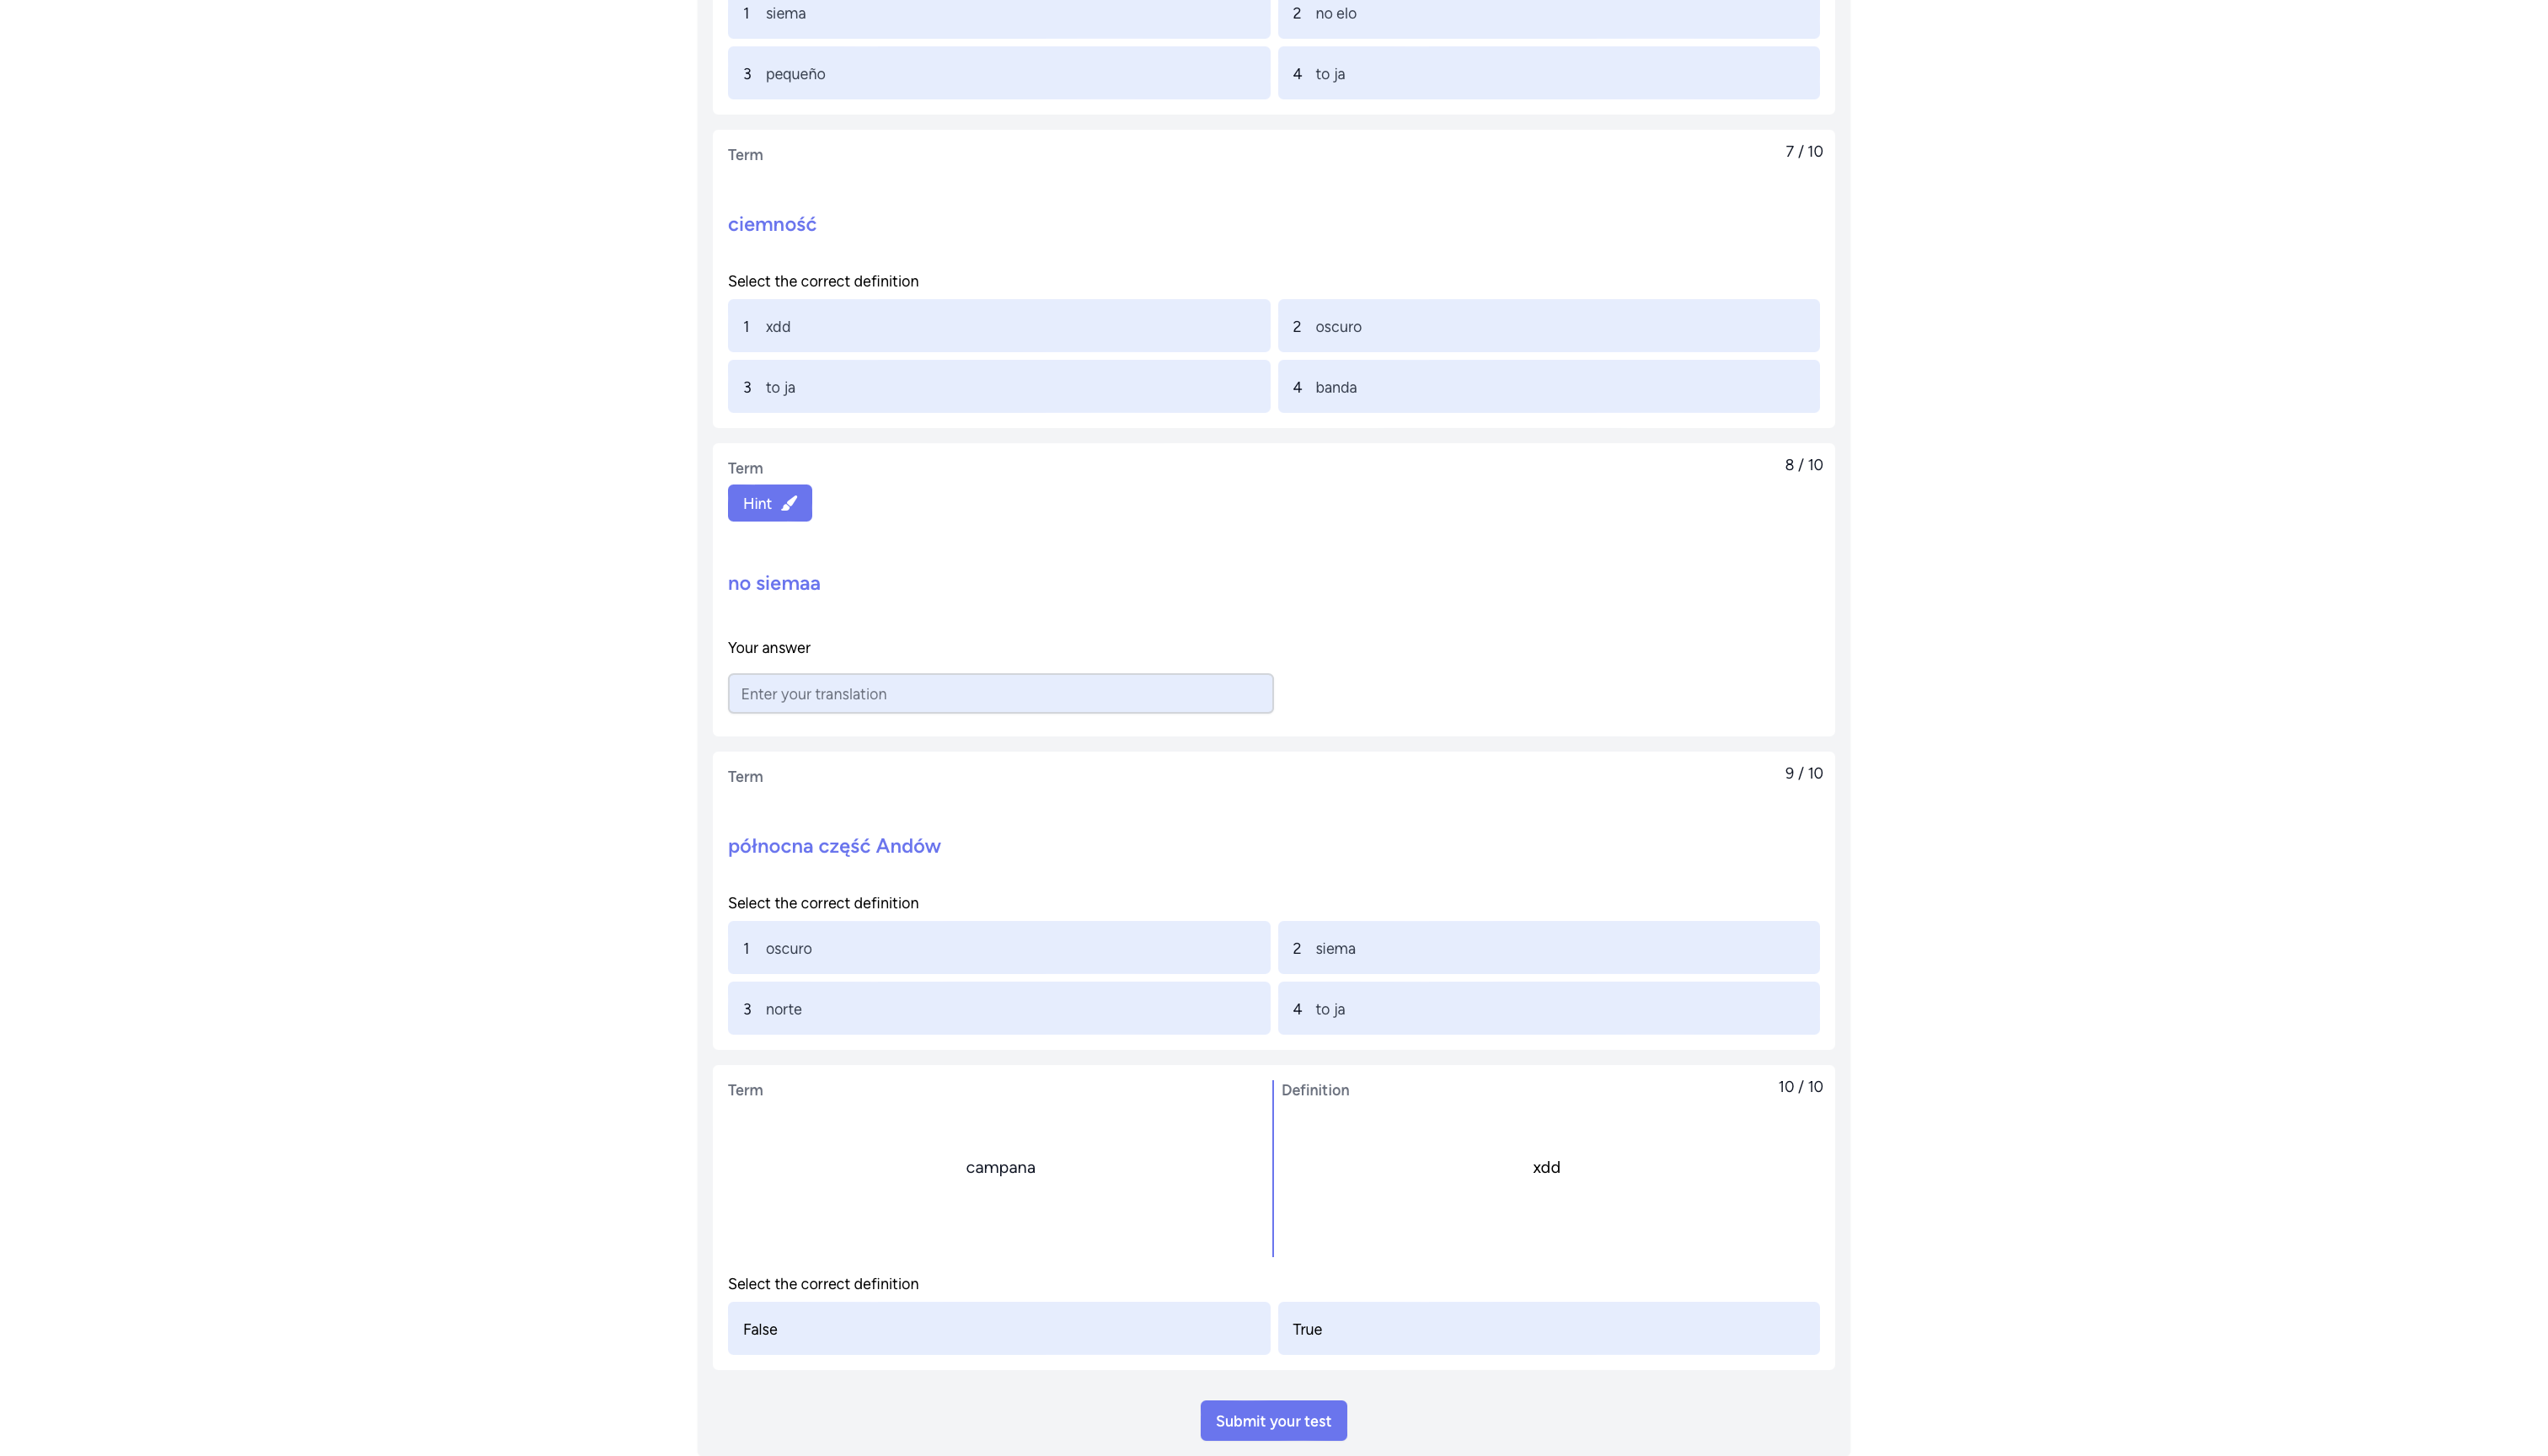 1 siema
2 no elo
3 pequeño
4 to ja
Term
7 / 10
ciemność
Select the correct definition
1 xdd
2 oscuro
3 to ja
4 banda
Term
8 / 10
Hint
no siemaa
Your answer
Enter your translation
Term
9 / 10
północna część Andów
Select the correct definition
1 oscuro
2 siema
3 norte
4 to ja
Term
Definition
10 / 10
campana
xdd
Select the correct definition
False
True
Submit your test